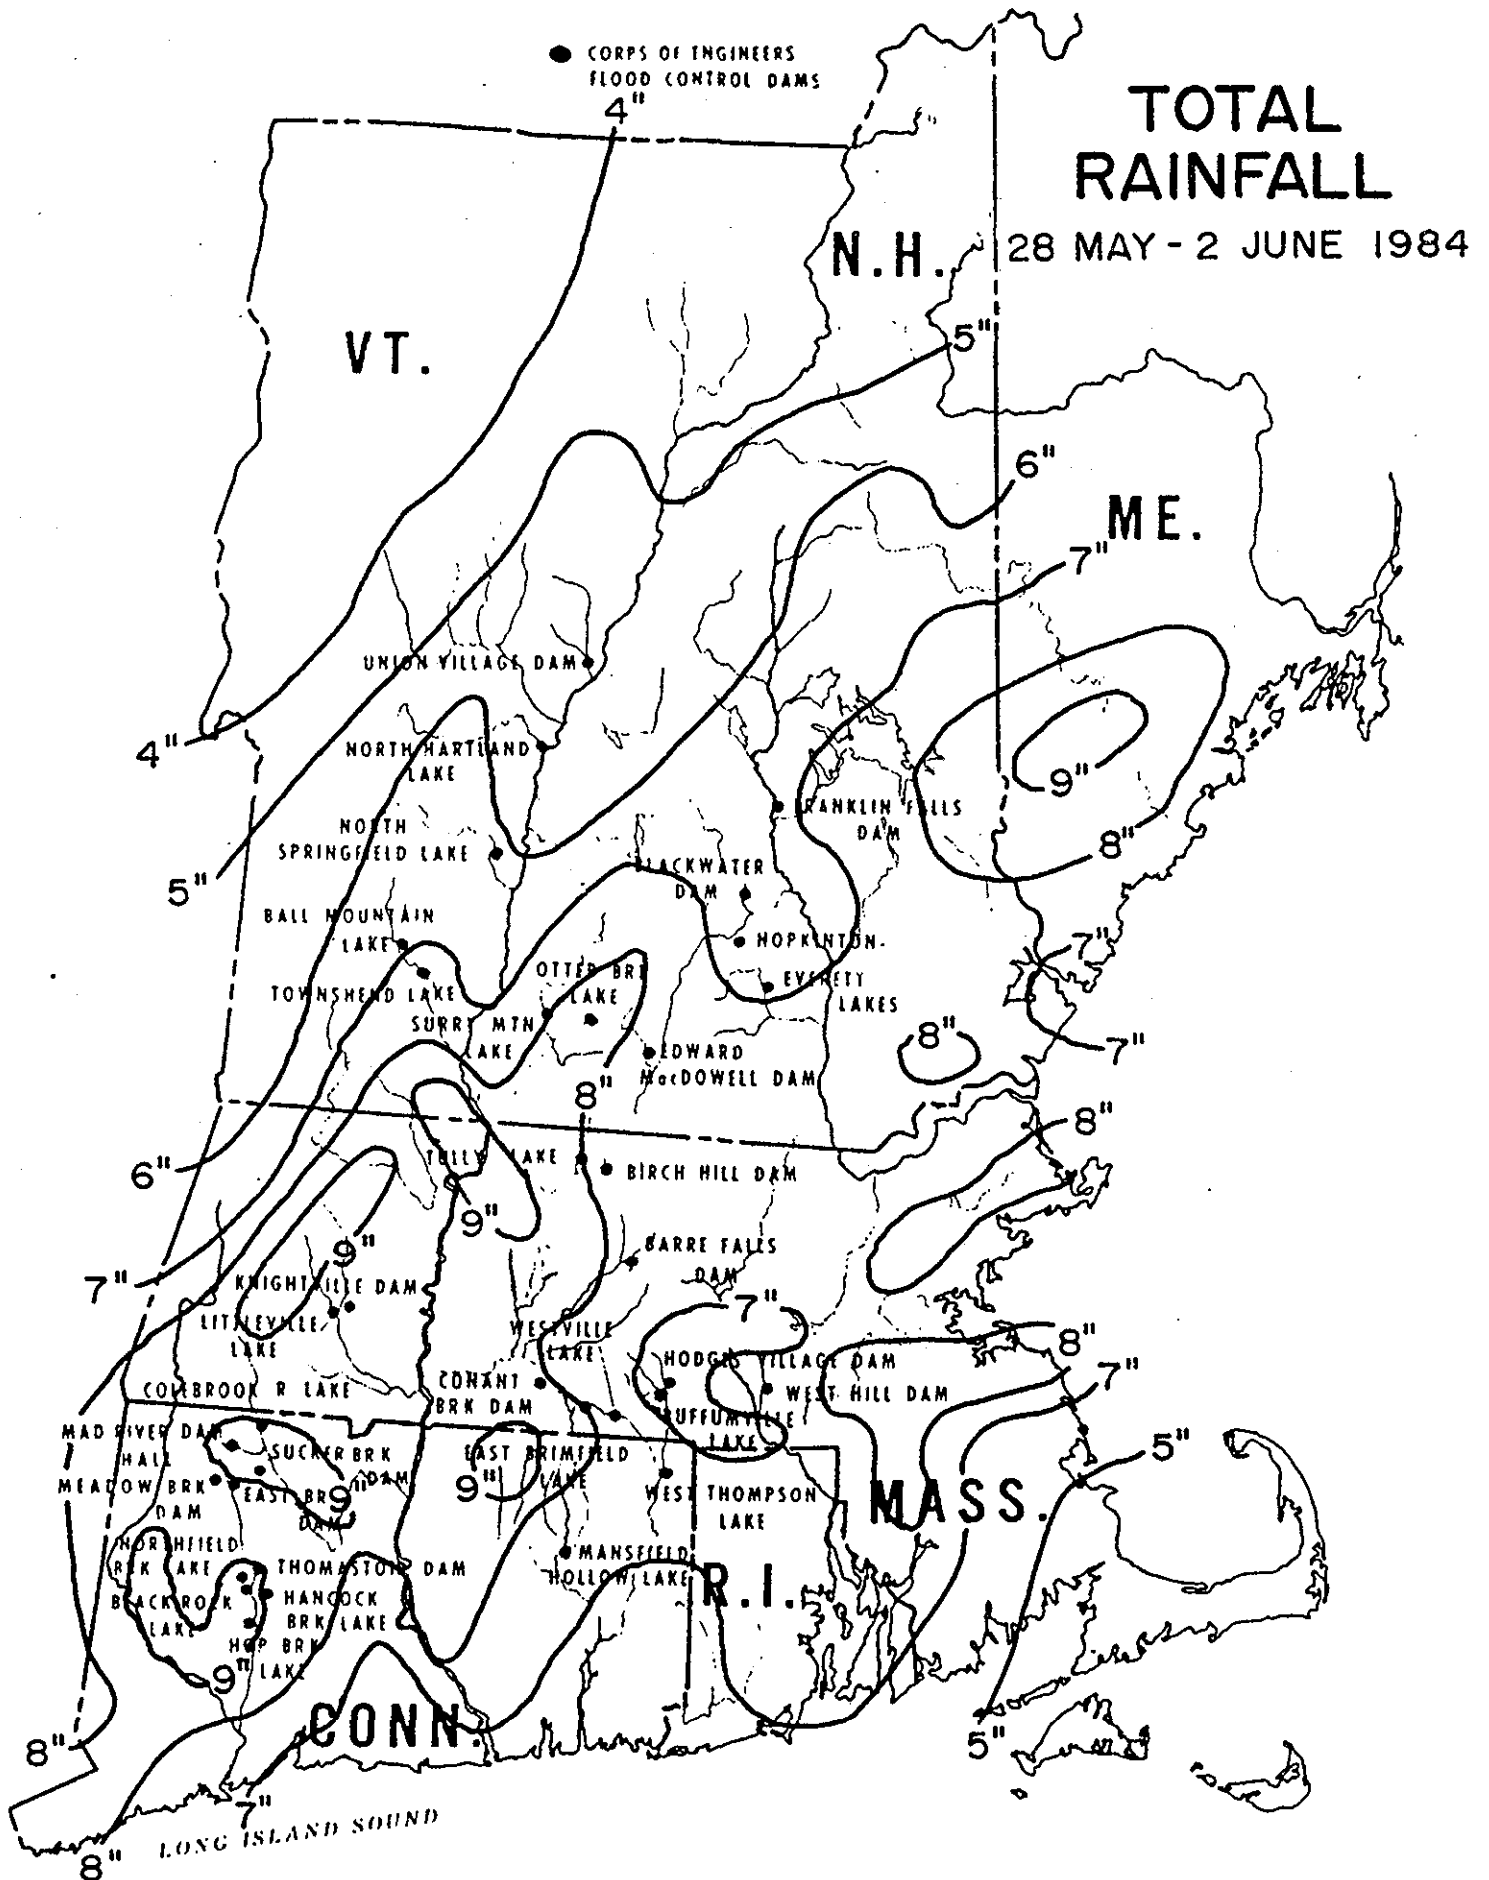 CORPS OF ENGINEERS
FLOOD CONTROL DAMS
4"
TOTAL
RAINFALL
28 MAY - 2 JUNE 1984
N.H.
VT.
5"
6"
ME.
7"
UNION VILLAGE DAM
4"
NORTH HARTLAND
LAKE
9"
FRANKLIN FALLS
DAM
NORTH
SPRINGFIELD LAKE
8"
BLACKWATER
DAM
5"
BALL MOUNTAIN
LAKE
HOPKINTON-
EVERETT
LAKES
7"
OTTER BRK
LAKE
TOWNSHEND LAKE
SURRY MTN
LAKE
8"
7"
EDWARD
MacDOWELL DAM
8"
8"
6"
TULLY LAKE
BIRCH HILL DAM
9"
9"
BARRE FALLS
DAM
7"
KNIGHTVILLE DAM
7"
LITTLEVILLE
LAKE
WESTVILLE
LAKE
8"
HODGES VILLAGE DAM
7"
COLEBROOK R LAKE
CONANT
BRK DAM
WEST HILL DAM
BUFFUMVILLE
LAKE
MAD RIVER DAM
HALL
MEADOW BRK
DAM
SUCKER BRK
DAM
EAST BRIMFIELD
LAKE
5"
9"
EAST BR
DAM
9"
WEST THOMPSON
LAKE
MASS.
NORTHFIELD
BRK LAKE
THOMASTON DAM
MANSFIELD
HOLLOW LAKE
R.I.
BLACK ROCK
LAKE
HANCOCK
BRK LAKE
HOP BRK
LAKE
9"
CONN.
8"
5"
7"
LONG ISLAND SOUND
8"